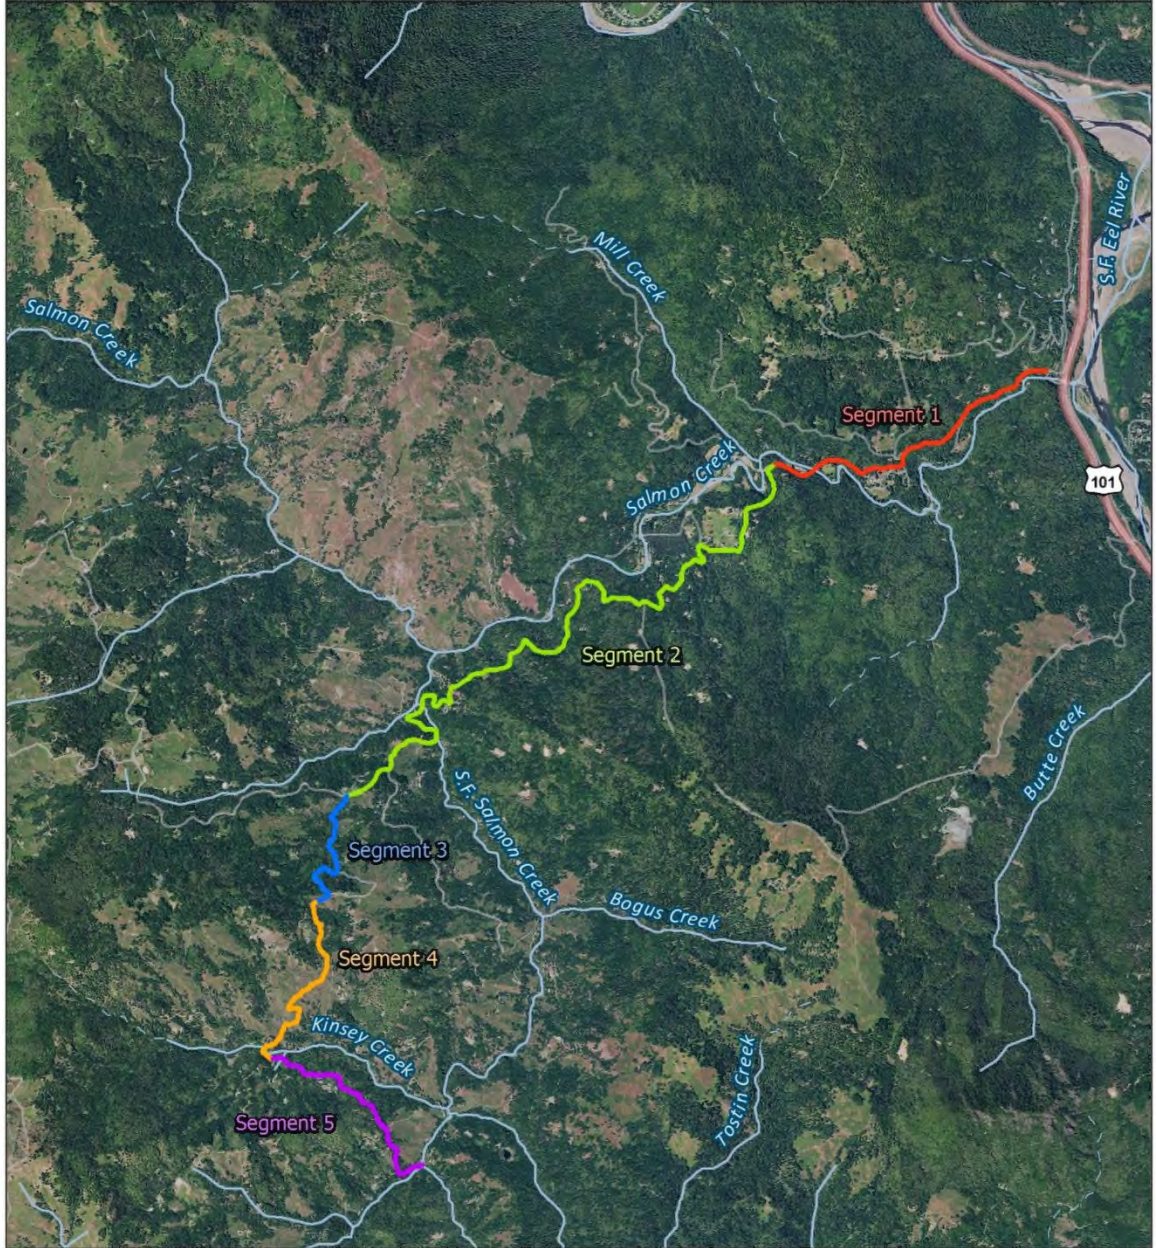 S.F. Eel River
Mill Creek
Salmon Creek
Segment 1
Salmon Creek
101
Segment 2
Butte Creek
S.F. Salmon Creek
Segment 3
Bogus Creek
Segment 4
Kinsey Creek
Tostin Creek
Segment 5